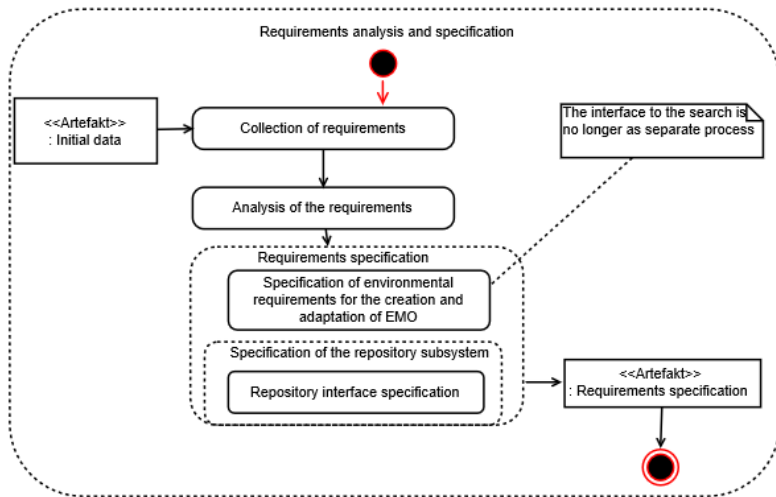 Requirements analysis and specification
<<Artefakt>>
: Initial data
Collection of requirements
The interface to the search is
no longer as separate process
Analysis of the requirements
Requirements specification
Specification of environmental
requirements for the creation and
adaptation of EMO
Specification of the repository subsystem
Repository interface specification
<<Artefakt>>
: Requirements specification